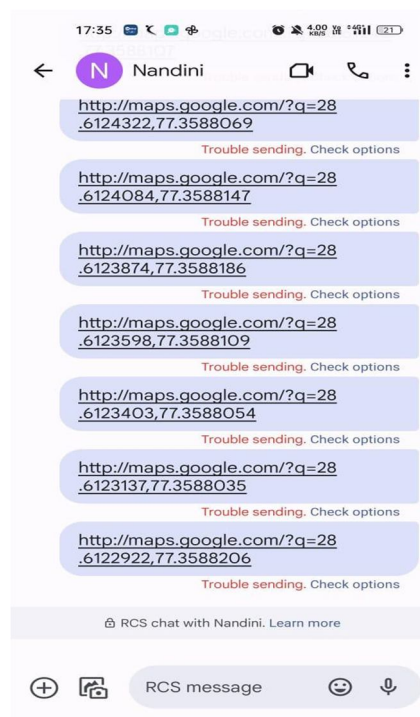 17:35 4.00 KB/S 4G 21
N Nandini
http://maps.google.com/?q=28
.6124322,77.3588069
Trouble sending. Check options
http://maps.google.com/?q=28
.6124084,77.3588147
Trouble sending. Check options
http://maps.google.com/?q=28
.6123874,77.3588186
Trouble sending. Check options
http://maps.google.com/?q=28
.6123598,77.3588109
Trouble sending. Check options
http://maps.google.com/?q=28
.6123403,77.3588054
Trouble sending. Check options
http://maps.google.com/?q=28
.6123137,77.3588035
Trouble sending. Check options
http://maps.google.com/?q=28
.6122922,77.3588206
Trouble sending. Check options
RCS chat with Nandini. Learn more
RCS message